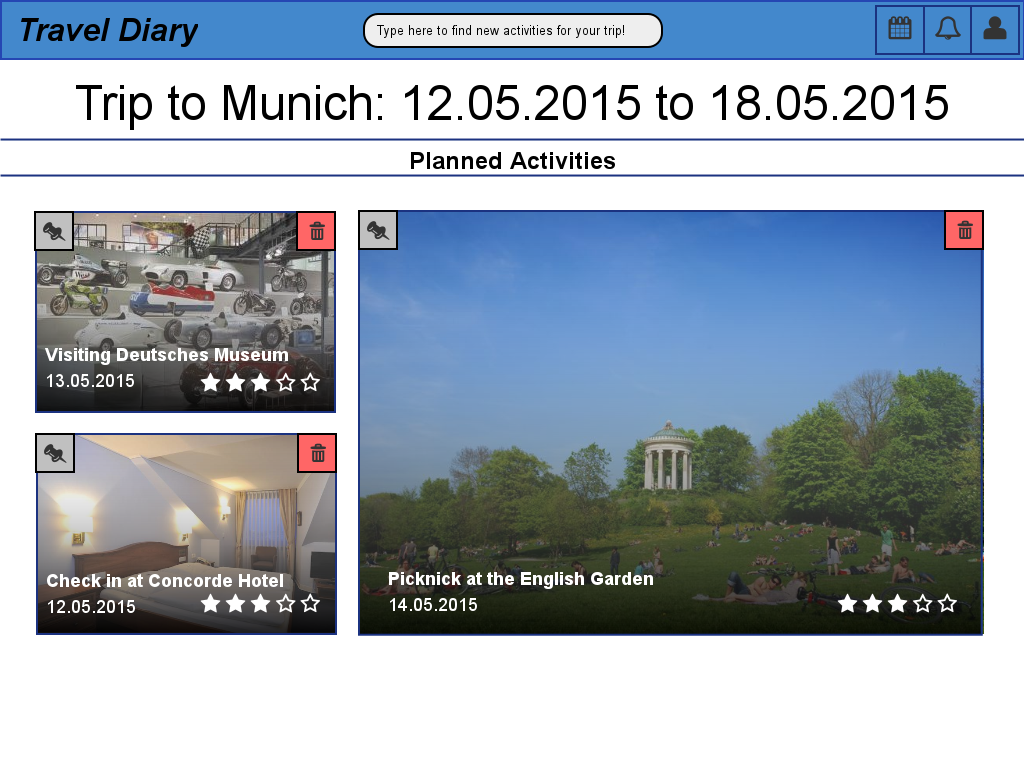 Travel Diary
Type here to find new activities for your trip!
Trip to Munich: 12.05.2015 to 18.05.2015
Planned Activities
Visiting Deutsches Museum
13.05.2015
Check in at Concorde Hotel
12.05.2015
Picknick at the English Garden
14.05.2015